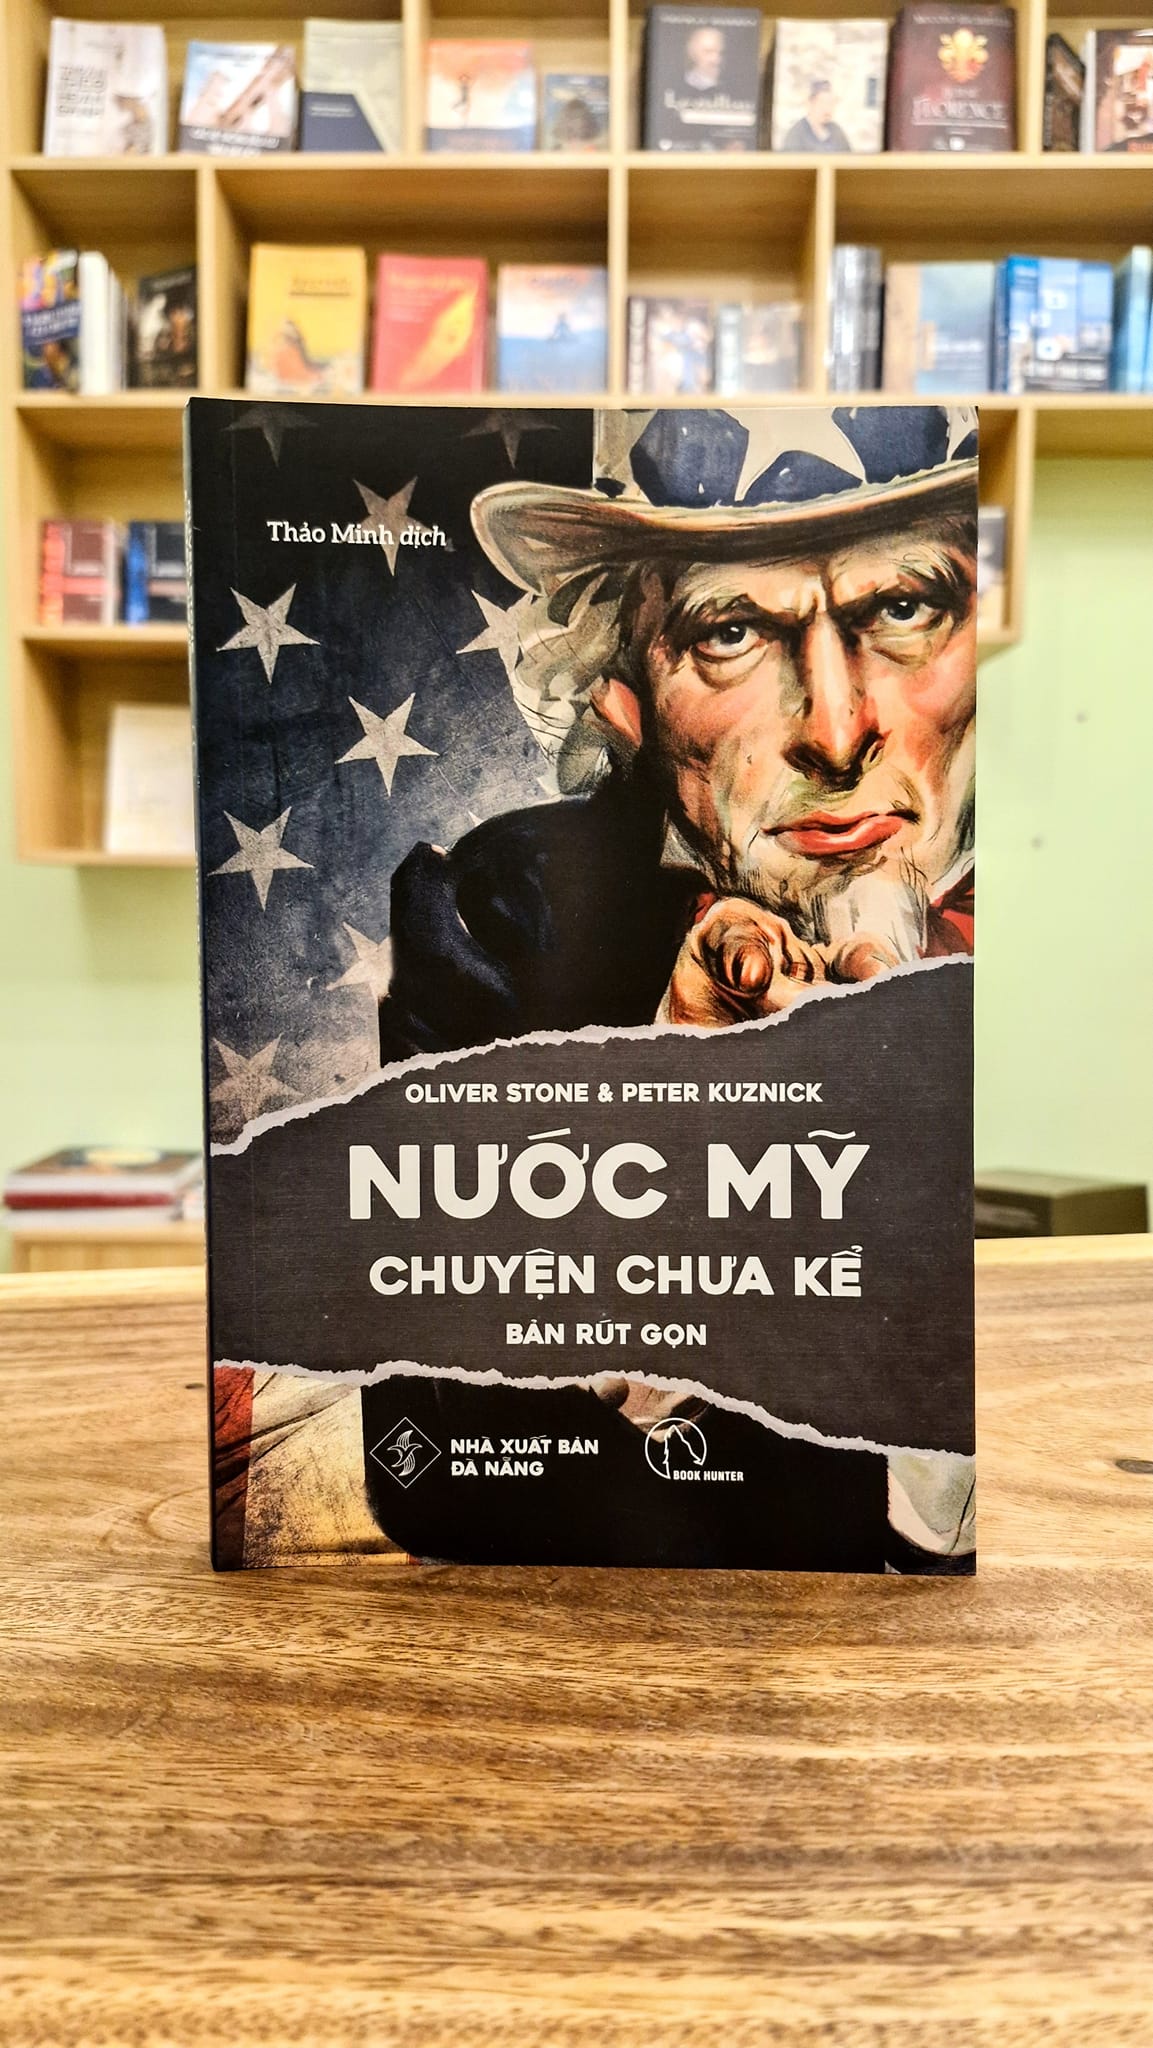 Thảo Minh dịch
OLIVER STONE & PETER KUZNICK
NƯỚC MỸ
CHUYỆN CHƯA KỂ
BẢN RÚT GỌN
NHÀ XUẤT BẢN
ĐÀ NẴNG
BOOK HUNTER
FLORENCE